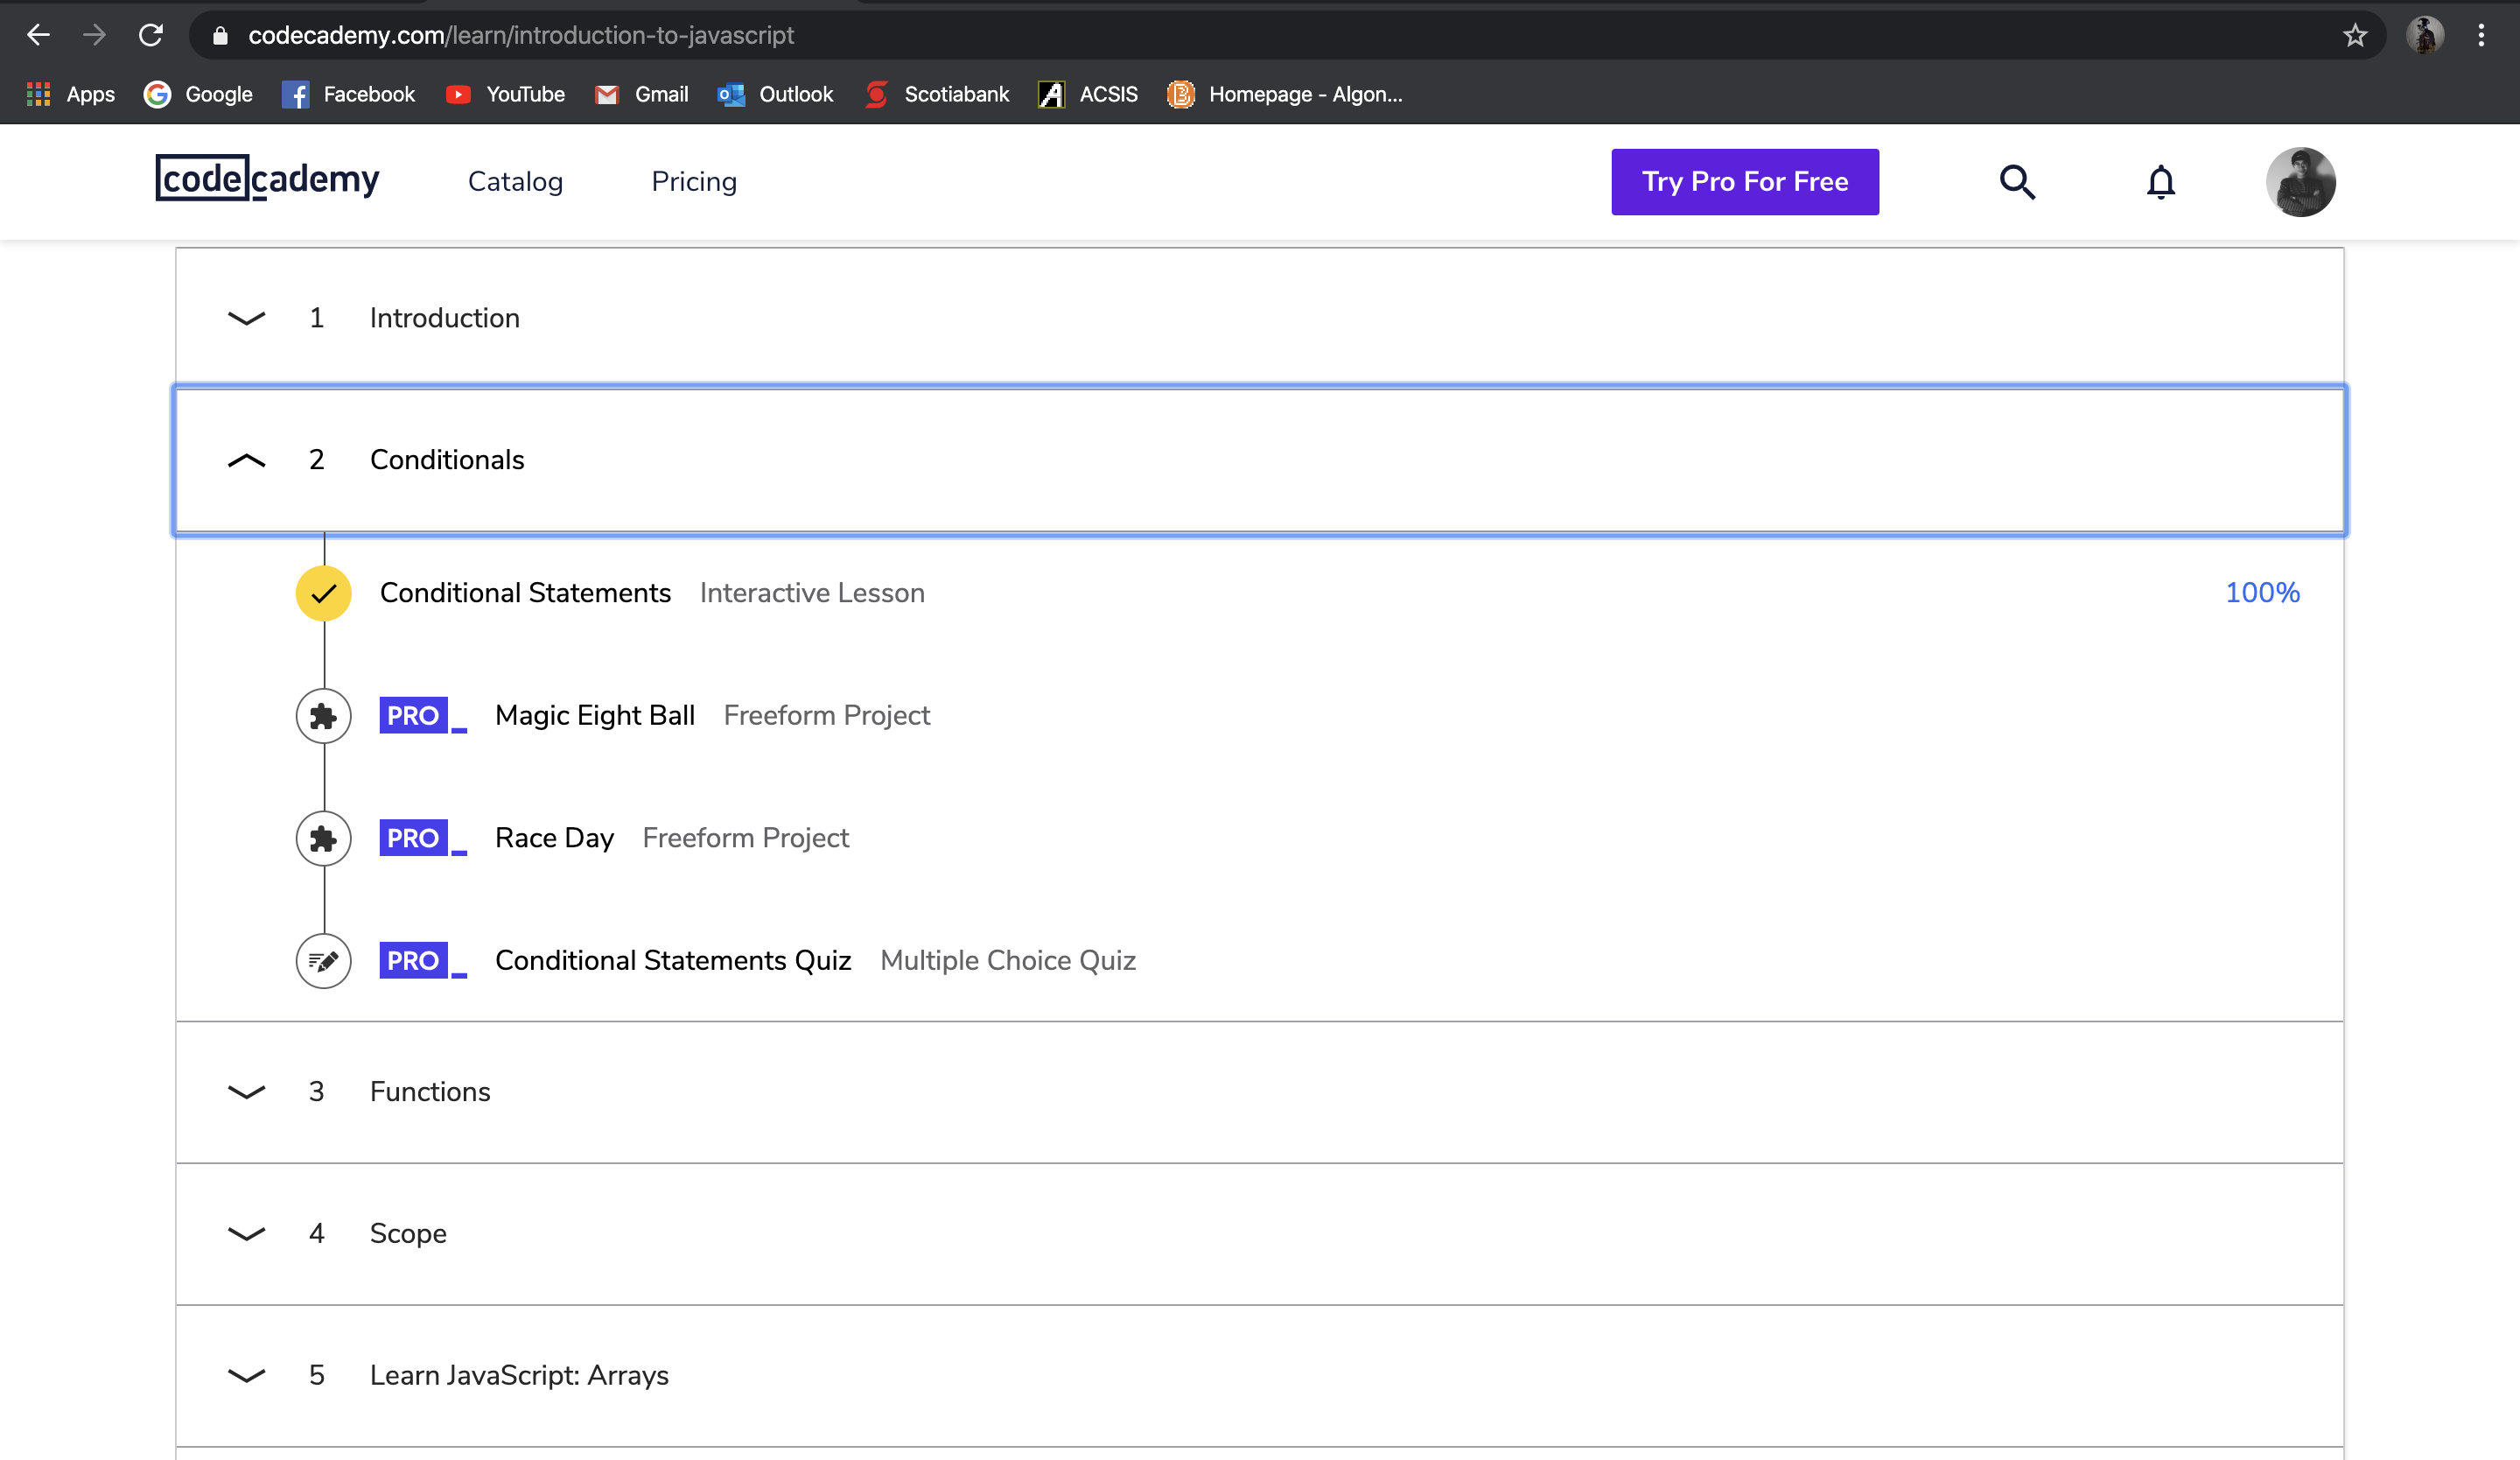 codecademy.com/learn/introduction-to-javascript
Apps Google Facebook YouTube Gmail Outlook Scotiabank ACSIS Homepage - Algon...
codecademy Catalog Pricing Try Pro For Free
1 Introduction
2 Conditionals
Conditional Statements Interactive Lesson 100%
PRO Magic Eight Ball Freeform Project
PRO Race Day Freeform Project
PRO Conditional Statements Quiz Multiple Choice Quiz
3 Functions
4 Scope
5 Learn JavaScript: Arrays